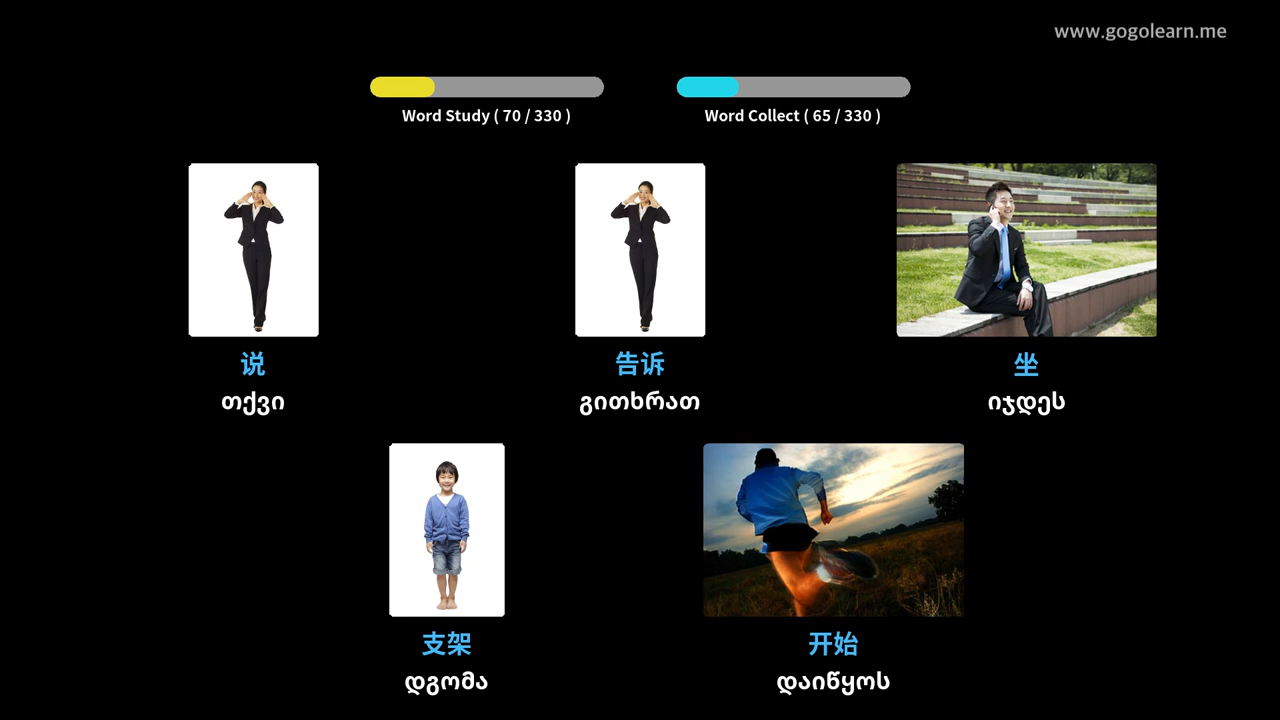 www.gogolearn.me
Word Study ( 70 / 330 )
Word Collect ( 65 / 330 )
说
თქვი
告诉
გითხრათ
坐
იჯდეს
支架
დგომა
开始
დაიწყოს